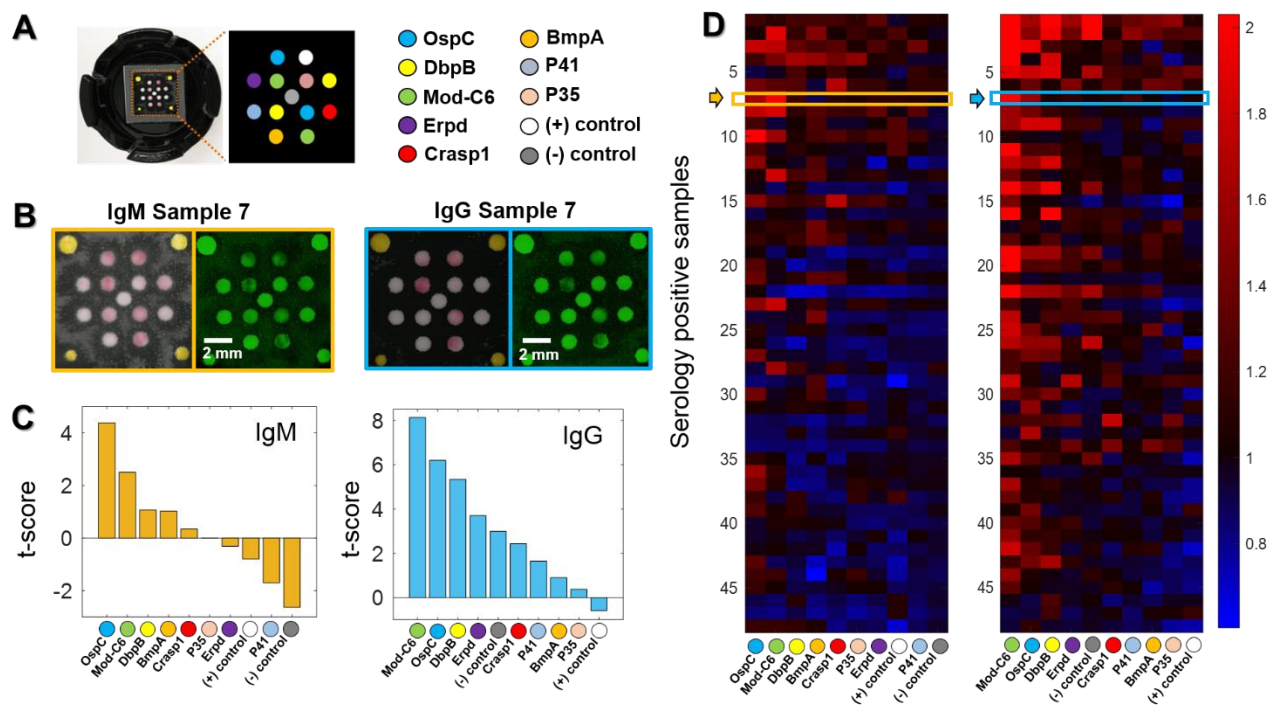 A
OspC
DbpB
Mod-C6
Erpd
Crasp1
BmpA
P41
P35
(+) control
(-) control
B
IgM Sample 7
IgG Sample 7
2 mm
2 mm
C
t-score
4
2
0
-2
IgM
OspC
Mod-C6
DbpB
BmpA
Crasp1
P35
Erpd
(+) control
P41
(-) control
t-score
8
6
4
2
0
IgG
Mod-C6
OspC
DbpB
Erpd
(-) control
Crasp1
P41
BmpA
P35
(+) control
D
Serology positive samples
5
10
15
20
25
30
35
40
45
OspC
Mod-C6
DbpB
BmpA
Crasp1
P35
Erpd
(+) control
P41
(-) control
5
10
15
20
25
30
35
40
45
Mod-C6
OspC
DbpB
Erpd
(-) control
Crasp1
P41
BmpA
P35
(+) control
2
1.8
1.6
1.4
1.2
1
0.8